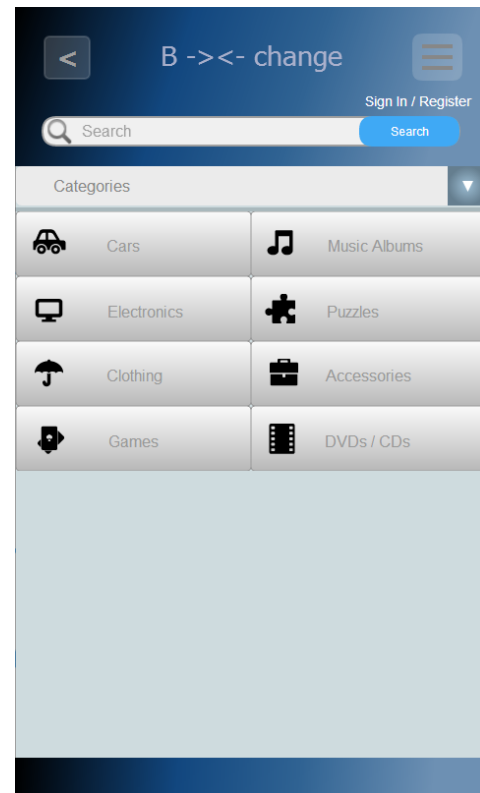 <
B -><- change
Sign In / Register
Search
Search
Categories
Cars
Music Albums
Electronics
Puzzles
Clothing
Accessories
Games
DVDs / CDs